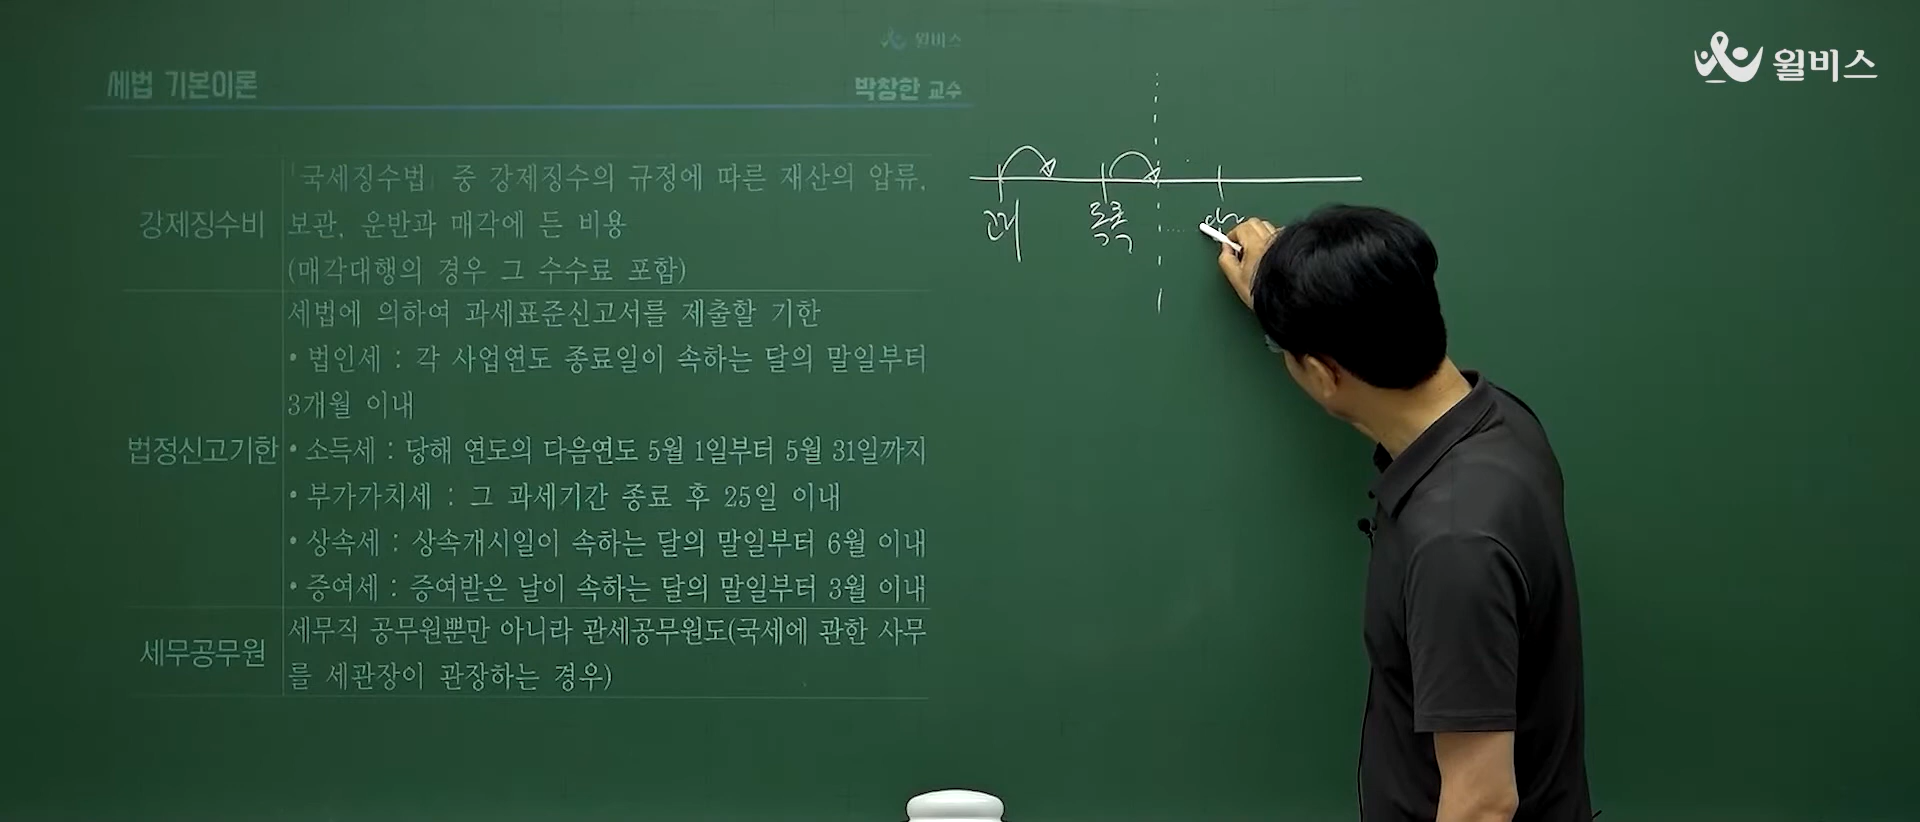 윌비스
윌비스
세법 기본이론
박창한 교수
강제징수비
「국세징수법」 중 강제징수의 규정에 따른 재산의 압류,
보관, 운반과 매각에 든 비용
(매각대행의 경우 그 수수료 포함)
법정신고기한
세법에 의하여 과세표준신고서를 제출할 기한
• 법인세 : 각 사업연도 종료일이 속하는 달의 말일부터
3개월 이내
• 소득세 : 당해 연도의 다음연도 5월 1일부터 5월 31일까지
• 부가가치세 : 그 과세기간 종료 후 25일 이내
• 상속세 : 상속개시일이 속하는 달의 말일부터 6월 이내
• 증여세 : 증여받은 날이 속하는 달의 말일부터 3월 이내
세무공무원
세무직 공무원뿐만 아니라 관세공무원도(국세에 관한 사무
를 세관장이 관장하는 경우)
고지
독촉